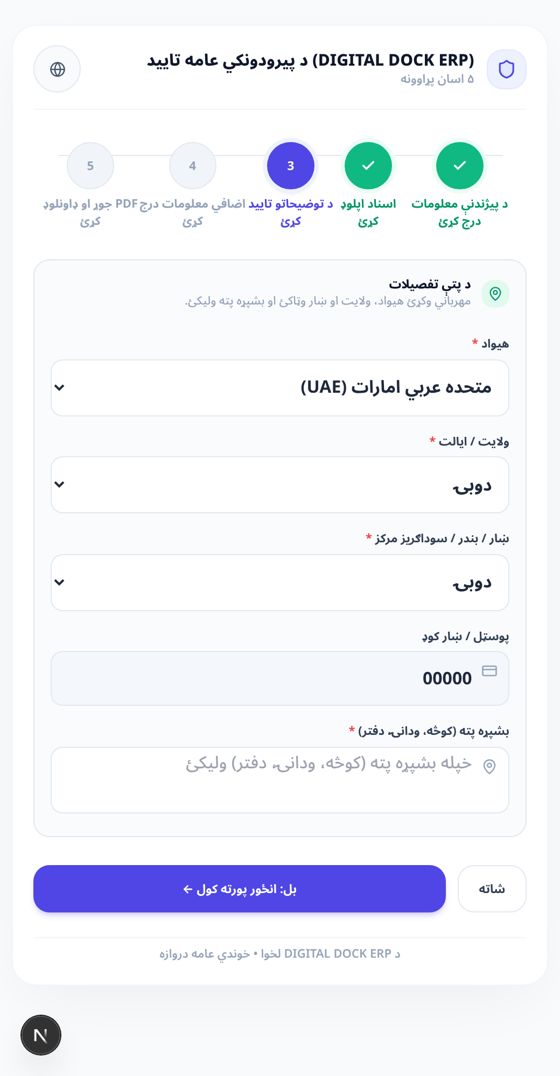 (DIGITAL DOCK ERP) د پیرودونکي عامه تایید
۵ اسان پړاوونه
د پېژندنې معلومات درج کړئ
اسناد اپلوډ کړئ
3
د توضیحاتو تایید کړئ
4
اضافي معلومات درج کړئ
5
PDF جوړ او ډاونلوډ کړئ
د پتې تفصیلات
مهرباني وکړئ هیواد، ولایت او ښار وټاکئ او بشپړه پته ولیکئ.
هیواد *
متحده عربي امارات (UAE)
ولایت / ایالت *
دوبۍ
ښار / بندر / سوداګریز مرکز *
دوبۍ
پوسټل / ښار کوډ
00000
بشپړه پته (کوڅه، ودانۍ، دفتر) *
خپله بشپړه پته (کوڅه، ودانۍ، دفتر) ولیکئ
شاته
بل: انځور پورته کول ←
د DIGITAL DOCK ERP لخوا • خوندي عامه دروازه
N